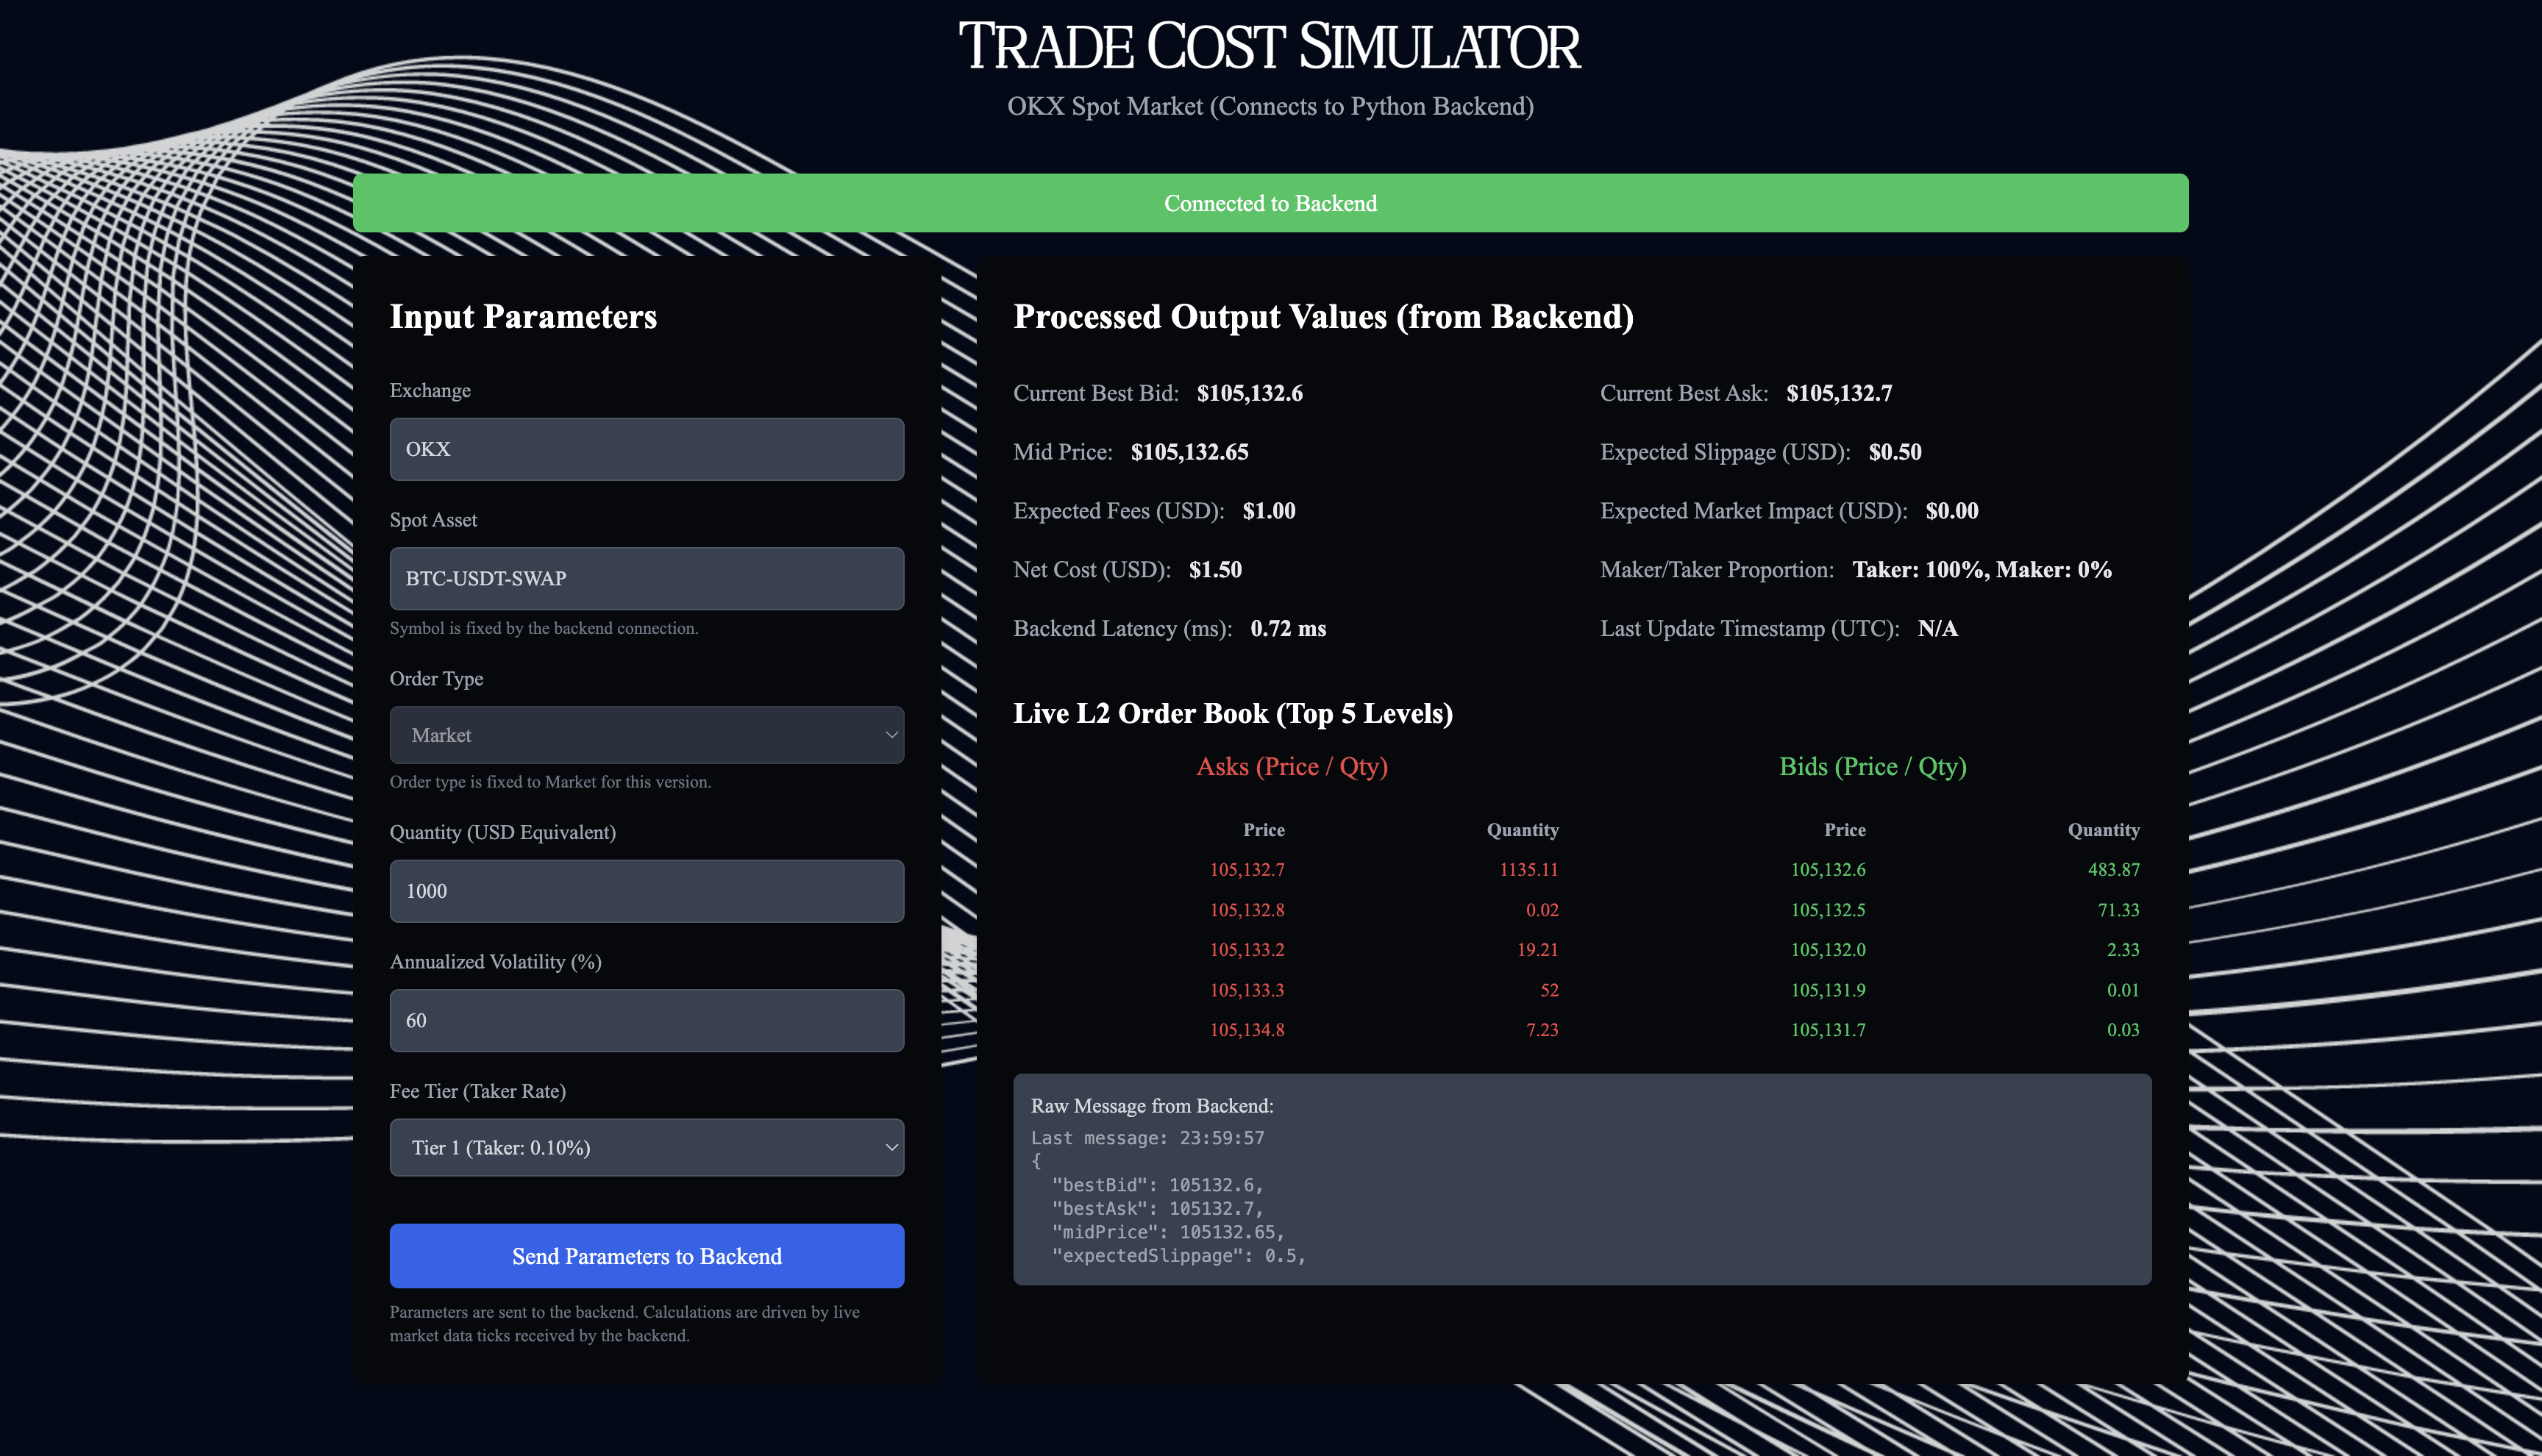 TRADE COST SIMULATOR
OKX Spot Market (Connects to Python Backend)
Connected to Backend
Input Parameters
Exchange
OKX
Spot Asset
BTC-USDT-SWAP
Symbol is fixed by the backend connection.
Order Type
Market
Order type is fixed to Market for this version.
Quantity (USD Equivalent)
1000
Annualized Volatility (%)
60
Fee Tier (Taker Rate)
Tier 1 (Taker: 0.10%)
Send Parameters to Backend
Parameters are sent to the backend. Calculations are driven by live
market data ticks received by the backend.
Processed Output Values (from Backend)
Current Best Bid: $105,132.6
Current Best Ask: $105,132.7
Mid Price: $105,132.65
Expected Slippage (USD): $0.50
Expected Fees (USD): $1.00
Expected Market Impact (USD): $0.00
Net Cost (USD): $1.50
Maker/Taker Proportion: Taker: 100%, Maker: 0%
Backend Latency (ms): 0.72 ms
Last Update Timestamp (UTC): N/A
Live L2 Order Book (Top 5 Levels)
Asks (Price / Qty)
Price Quantity
105,132.7 1135.11
105,132.8 0.02
105,133.2 19.21
105,133.3 52
105,134.8 7.23
Bids (Price / Qty)
Price Quantity
105,132.6 483.87
105,132.5 71.33
105,132.0 2.33
105,131.9 0.01
105,131.7 0.03
Raw Message from Backend:
Last message: 23:59:57
{
"bestBid": 105132.6,
"bestAsk": 105132.7,
"midPrice": 105132.65,
"expectedSlippage": 0.5,